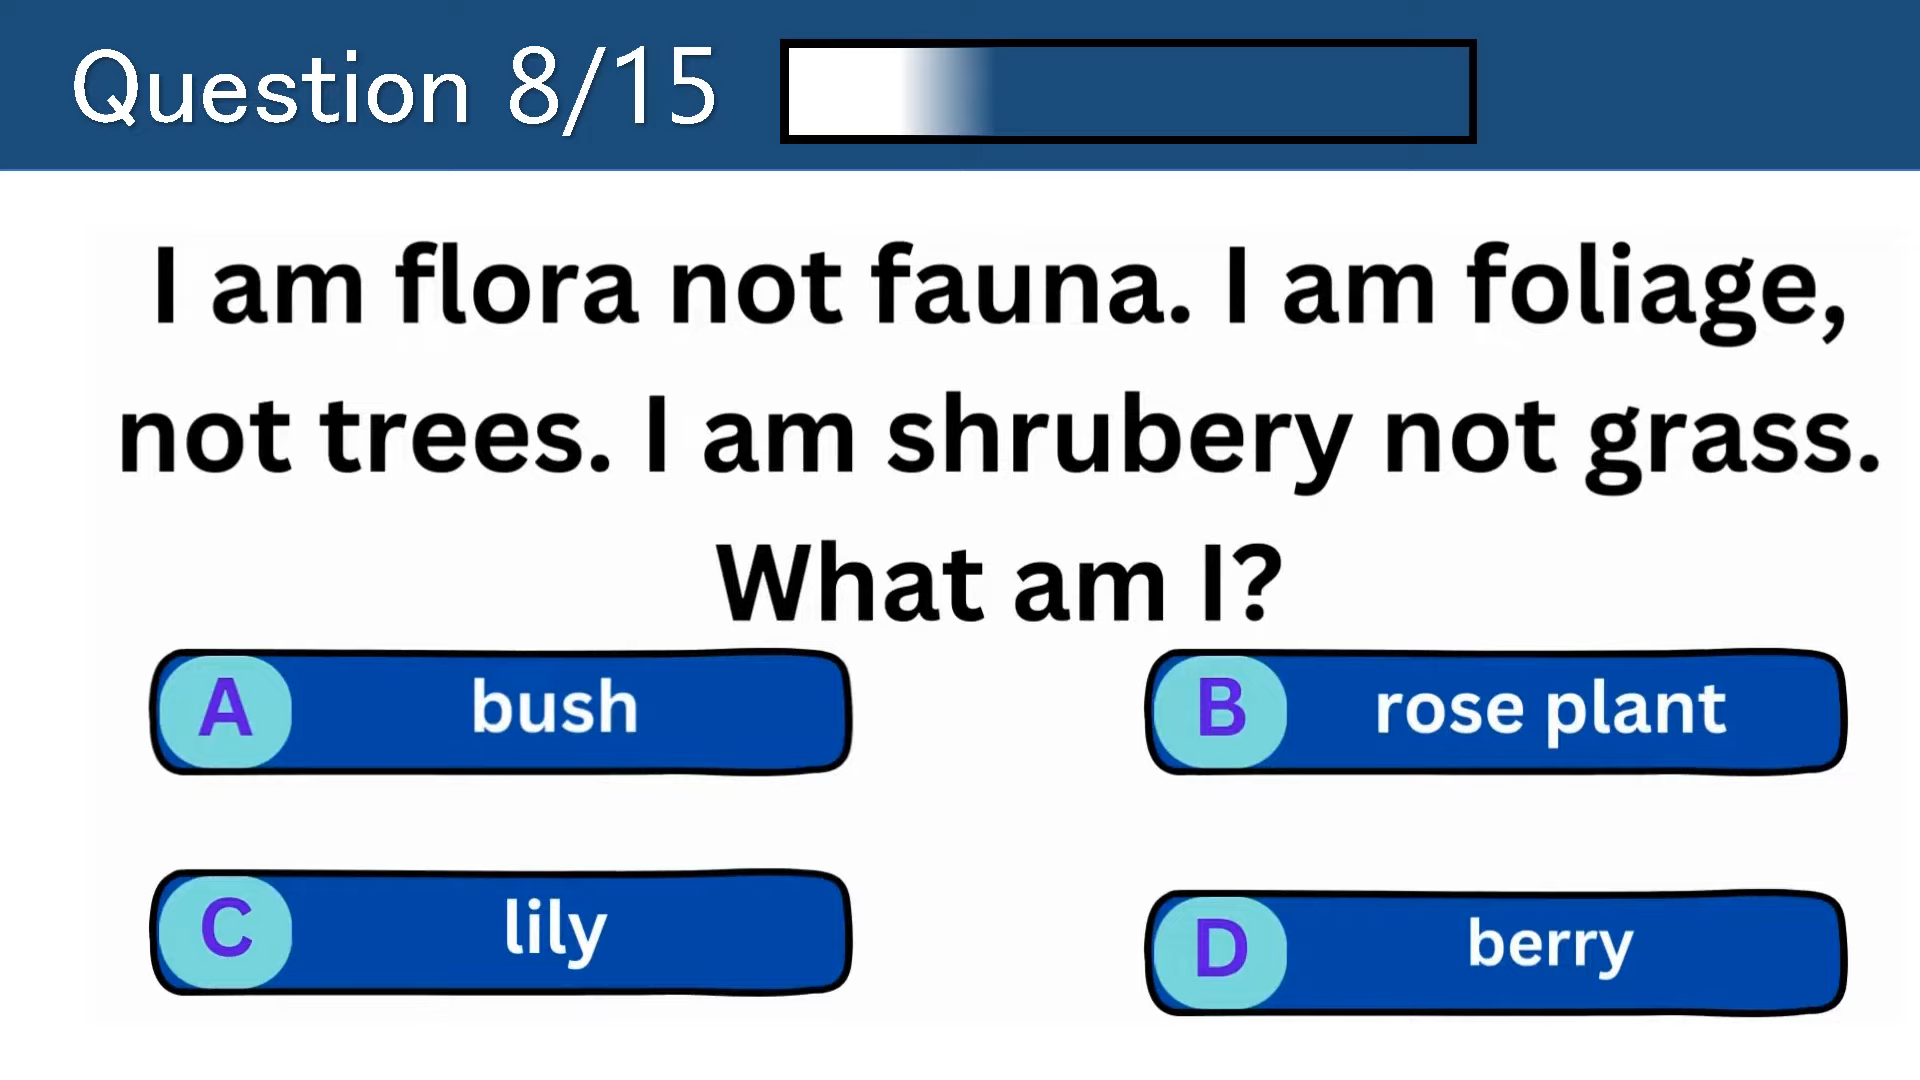 Question 8/15
I am flora not fauna. I am foliage,
not trees. I am shrubery not grass.
What am I?
A bush
B rose plant
C lily
D berry